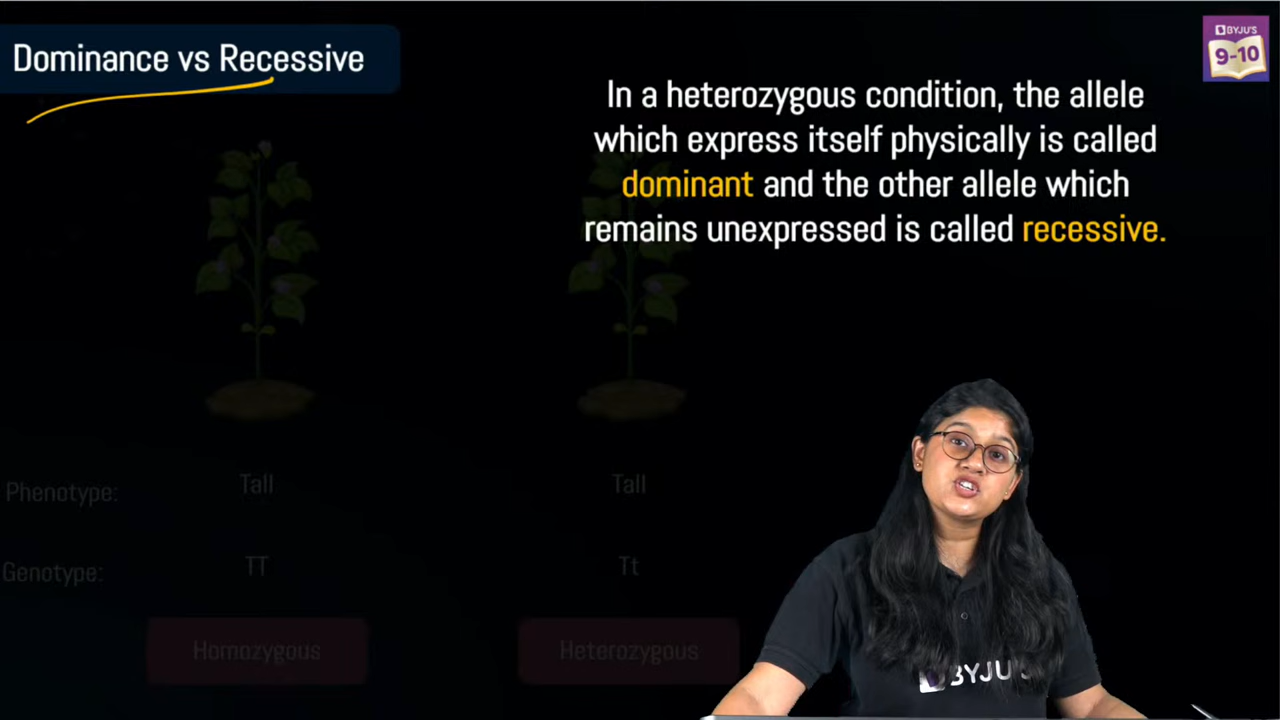 Dominance vs Recessive
BYJU'S
9-10
In a heterozygous condition, the allele
which express itself physically is called
dominant and the other allele which
remains unexpressed is called recessive.
Phenotype:
Tall
Tall
Genotype:
TT
Tt
Homozygous
Heterozygous
BYJU'S